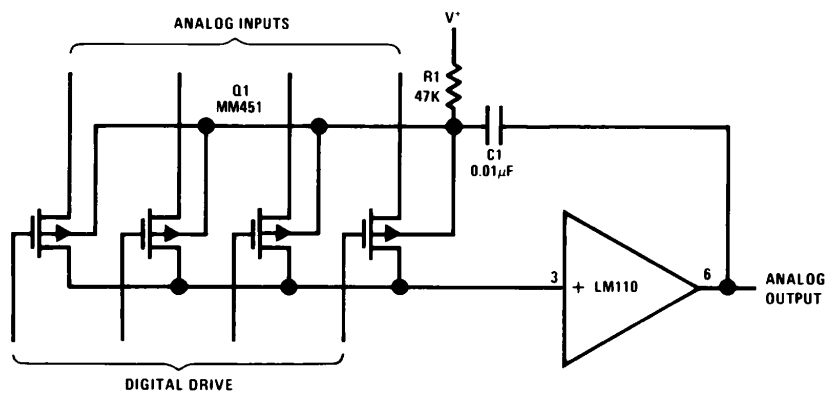 ANALOG INPUTS
V+
R1
47K
Q1
MM451
C1
0.01μF
3
+
LM110
6
ANALOG
OUTPUT
DIGITAL DRIVE